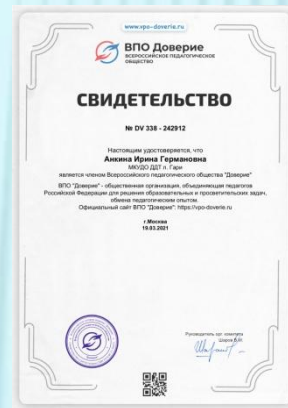 www.vpo-doverie.ru
ВПО Доверие
ВСЕРОССИЙСКОЕ ПЕДАГОГИЧЕСКОЕ
ОБЩЕСТВО
СВИДЕТЕЛЬСТВО
№ DV 338 - 242912
Настоящим удостоверяется, что
Анкина Ирина Германовна
МКУДО ДДТ п. Гари
является членом Всероссийского педагогического общества "Доверие"
ВПО "Доверие" - общественная организация, объединяющая педагогов
Российской Федерации для решения образовательных и просветительских задач,
обмена педагогическим опытом.
Официальный сайт ВПО "Доверие": https://vpo-doverie.ru
г.Москва
19.03.2021
Руководитель орг. комитета